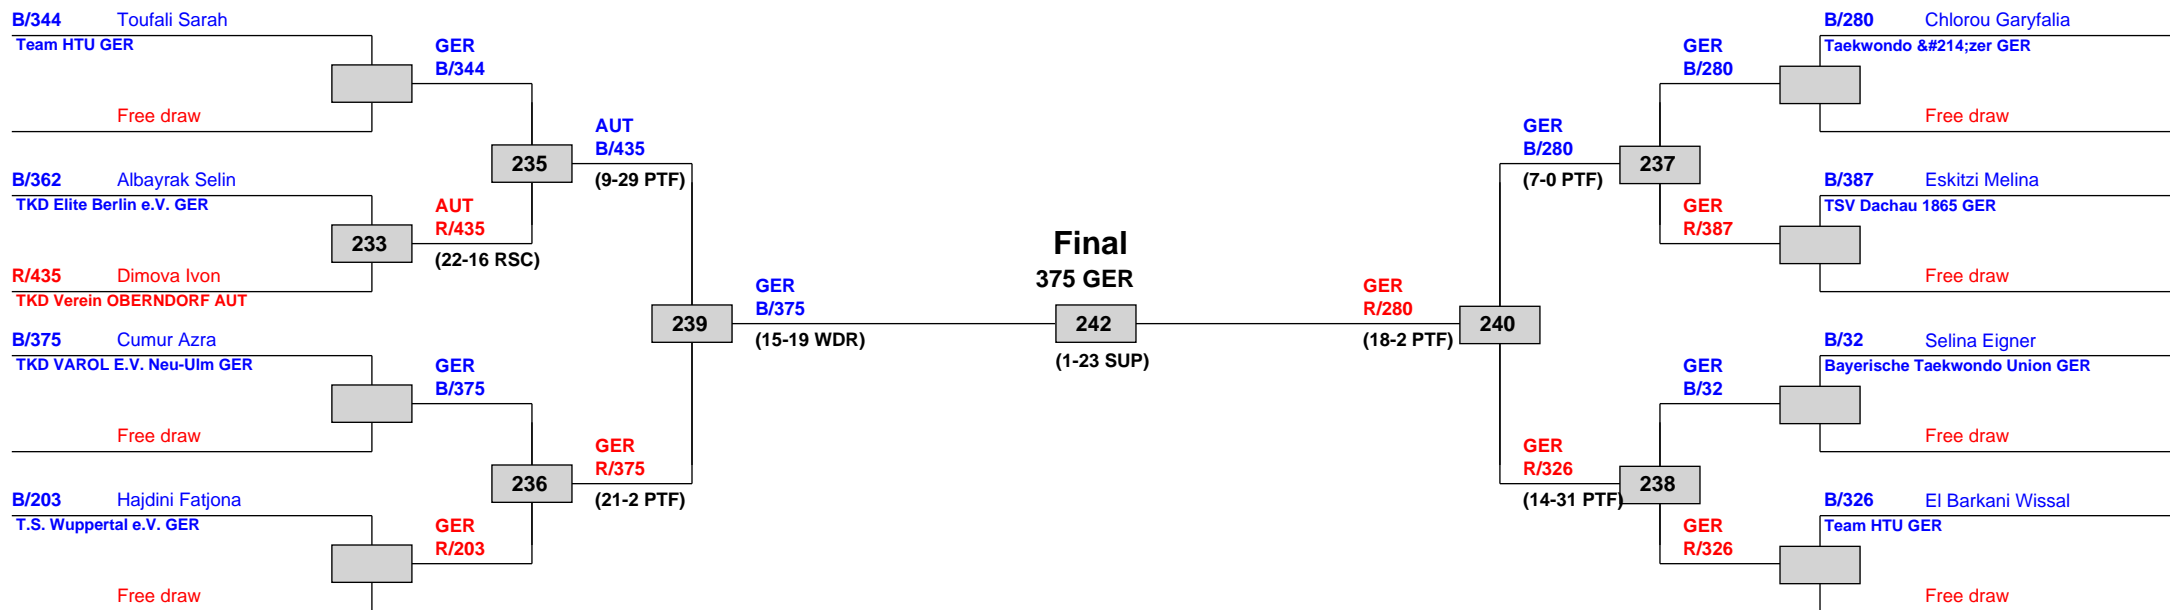 B/344 Toufali Sarah
Team HTU GER
Free draw
B/362 Albayrak Selin
TKD Elite Berlin e.V. GER
R/435 Dimova Ivon
TKD Verein OBERNDORF AUT
B/375 Cumur Azra
TKD VAROL E.V. Neu-Ulm GER
Free draw
B/203 Hajdini Fatjona
T.S. Wuppertal e.V. GER
Free draw
GER
B/344
233
AUT
R/435
(22-16 RSC)
GER
B/375
GER
R/203
235
AUT
B/435
(9-29 PTF)
236
GER
R/375
(21-2 PTF)
239
GER
B/375
(15-19 WDR)
Final
375 GER
242
(1-23 SUP)
GER
R/280
(18-2 PTF)
240
GER
B/280
(7-0 PTF)
237
GER
R/326
(14-31 PTF)
238
GER
B/280
GER
R/387
GER
B/32
GER
R/326
B/280 Chlorou Garyfalia
Taekwondo &#214;zer GER
Free draw
B/387 Eskitzi Melina
TSV Dachau 1865 GER
Free draw
B/32 Selina Eigner
Bayerische Taekwondo Union GER
Free draw
B/326 El Barkani Wissal
Team HTU GER
Free draw